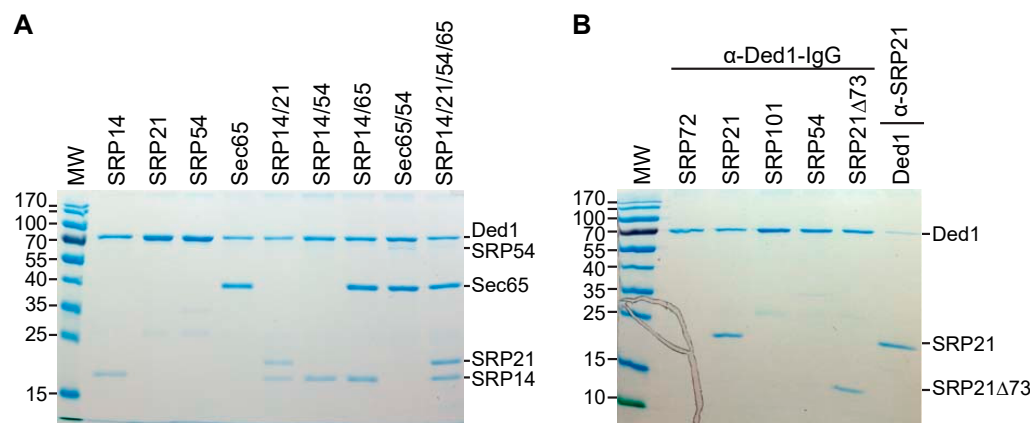 A
MW
SRP14
SRP21
SRP54
Sec65
SRP14/21
SRP14/54
SRP14/65
Sec65/54
SRP14/21/54/65
170
100
70
55
40
35
25
15
Ded1
SRP54
Sec65
SRP21
SRP14
B
α-Ded1-IgG
α-SRP21
MW
SRP72
SRP21
SRP101
SRP54
SRP21Δ73
Ded1
170
100
70
55
40
35
25
15
10
Ded1
SRP21
SRP21Δ73